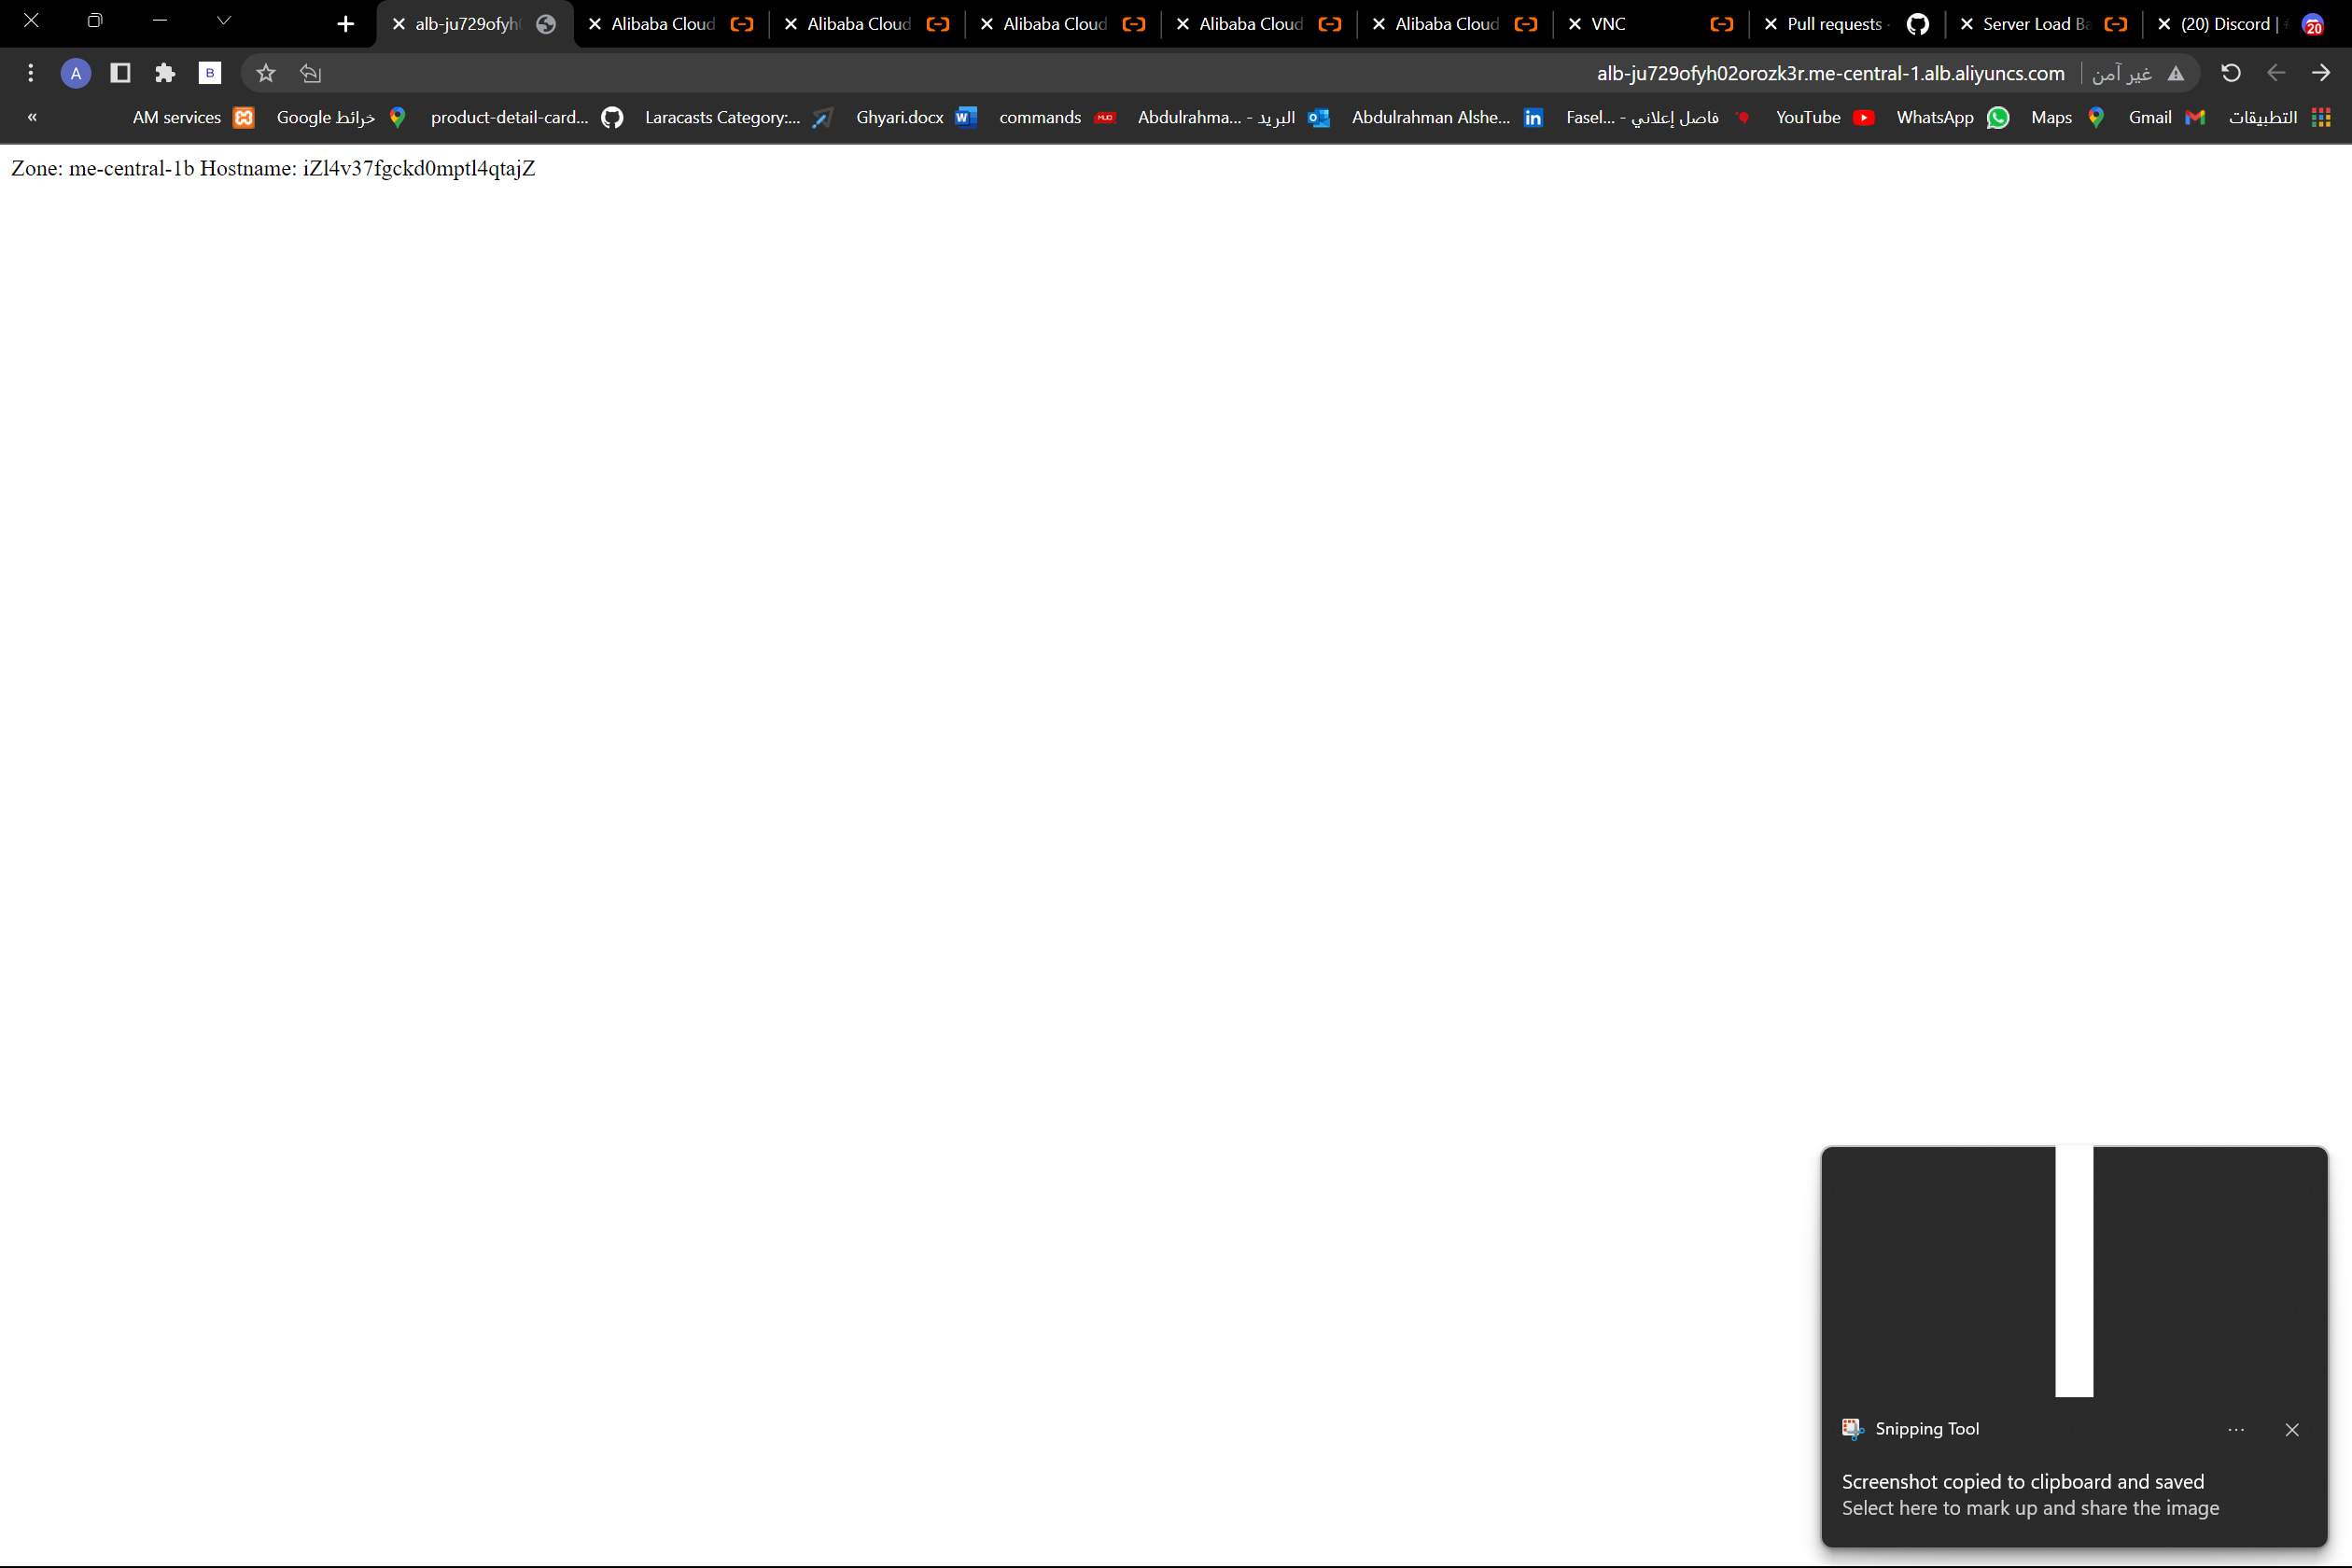 alb-ju729ofyh
Alibaba Cloud
Alibaba Cloud
Alibaba Cloud
Alibaba Cloud
Alibaba Cloud
VNC
Pull requests
Server Load Ba
(20) Discord |
20
A
B
alb-ju729ofyh02orozk3r.me-central-1.alb.aliyuncs.com
غير آمن
«
AM services
خرائط Google
product-detail-card...
Laracasts Category:...
Ghyari.docx
commands
Abdulrahma... - البريد
Abdulrahman Alshe...
Fasel... - فاصل إعلاني
YouTube
WhatsApp
Maps
Gmail
التطبيقات
Zone: me-central-1b Hostname: iZl4v37fgckd0mptl4qtajZ
Snipping Tool
Screenshot copied to clipboard and saved
Select here to mark up and share the image